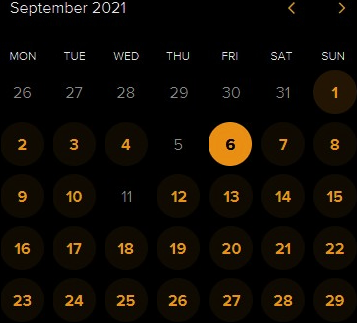 September 2021
MON TUE WED THU FRI SAT SUN
26 27 28 29 30 31 1
2 3 4 5 6 7 8
9 10 11 12 13 14 15
16 17 18 19 20 21 22
23 24 25 26 27 28 29